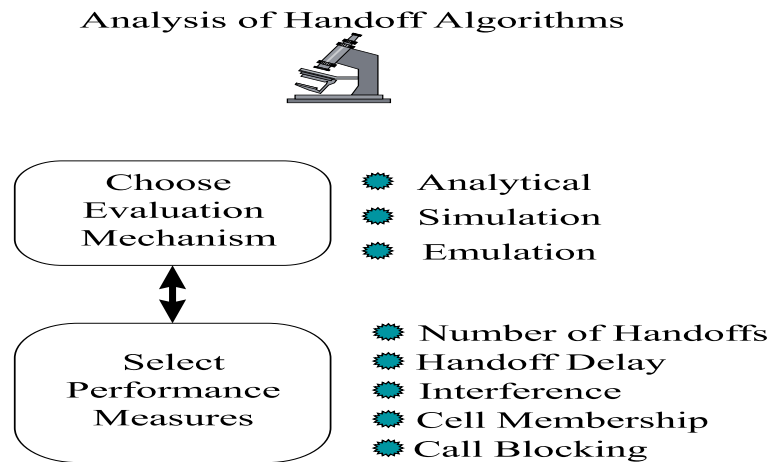 Analysis of Handoff Algorithms
Choose
Evaluation
Mechanism
Analytical
Simulation
Emulation
Select
Performance
Measures
Number of Handoffs
Handoff Delay
Interference
Cell Membership
Call Blocking